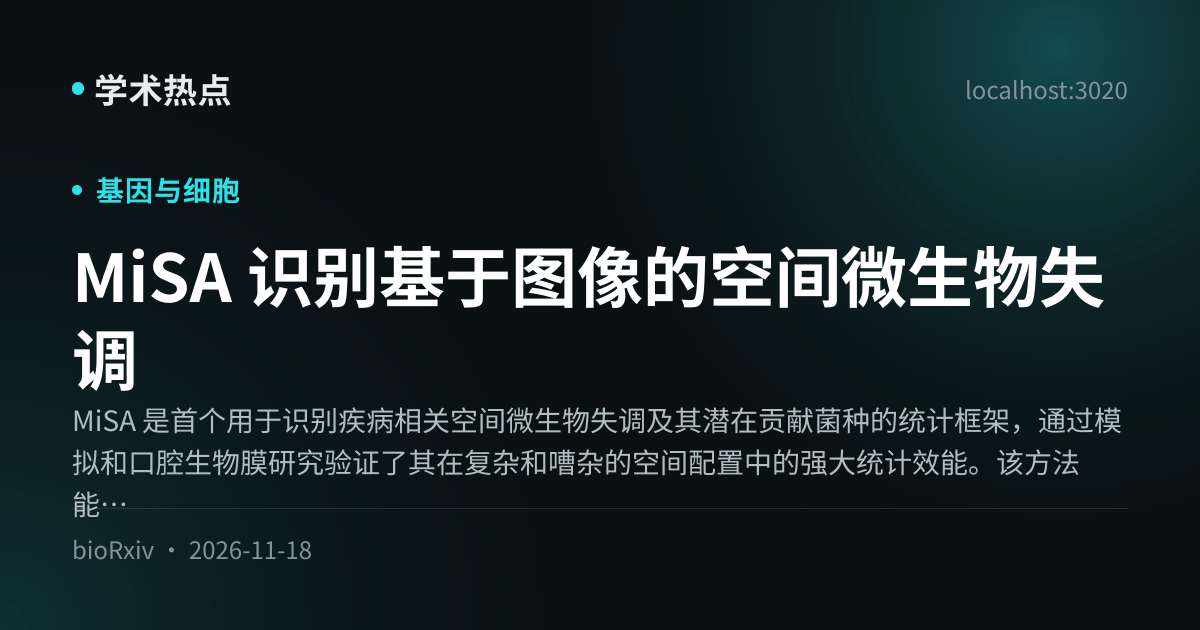 学术热点
localhost:3020
基因与细胞
MiSA 识别基于图像的空间微生物失
调
MiSA 是首个用于识别疾病相关空间微生物失调及其潜在贡献菌种的统计框架，通过模
拟和口腔生物膜研究验证了其在复杂和嘈杂的空间配置中的强大统计效能。该方法
能…
bioRxiv · 2026-11-18